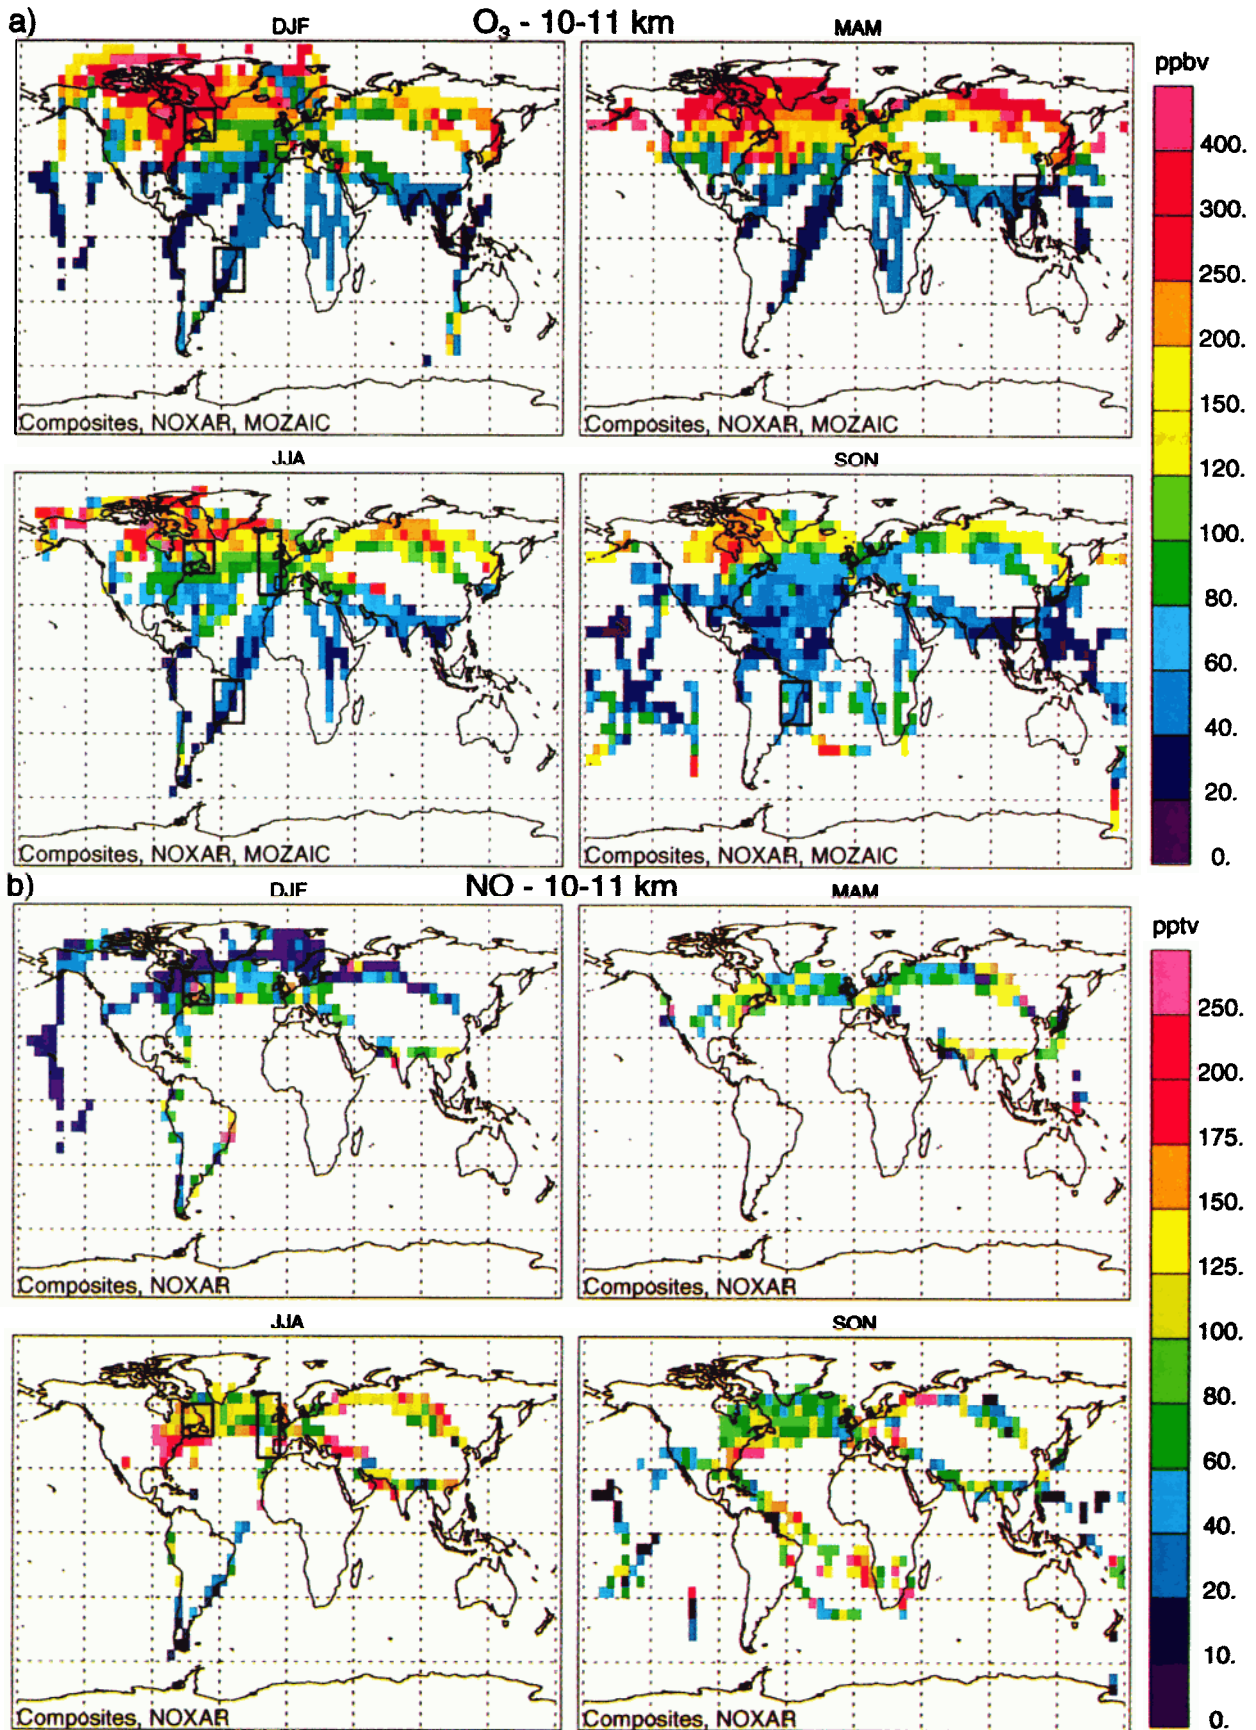 a) O₃ - 10-11 km
DJF MAM
ppbv
400.
300.
250.
200.
150.
120.
100.
80.
60.
40.
20.
0.
Composites, NOXAR, MOZAIC
Composites, NOXAR, MOZAIC
JJA SON
Composites, NOXAR, MOZAIC
Composites, NOXAR, MOZAIC
b) NO - 10-11 km
DJF MAM
pptv
250.
200.
175.
150.
125.
100.
80.
60.
40.
20.
10.
0.
Composites, NOXAR
Composites, NOXAR
JJA SON
Composites, NOXAR
Composites, NOXAR